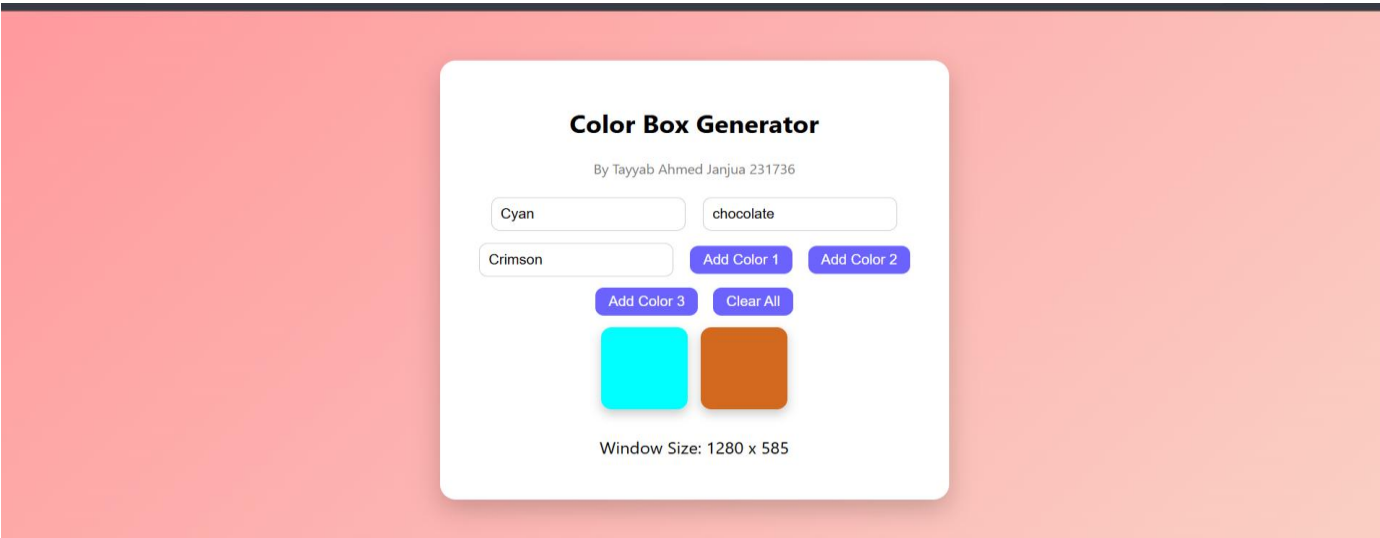 Color Box Generator
By Tayyab Ahmed Janjua 231736
Cyan chocolate
Crimson Add Color 1 Add Color 2
Add Color 3 Clear All
Window Size: 1280 x 585